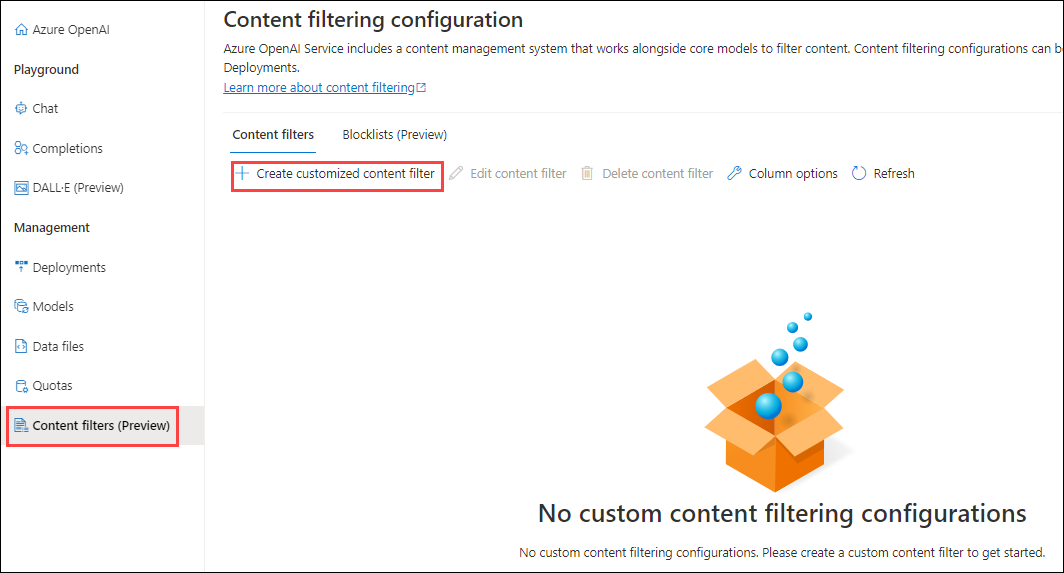 Azure OpenAI
Playground
Chat
Completions
DALL·E (Preview)
Management
Deployments
Models
Data files
Quotas
Content filters (Preview)
Content filtering configuration
Azure OpenAI Service includes a content management system that works alongside core models to filter content. Content filtering configurations can
Deployments.
Learn more about content filtering
Content filters
Blocklists (Preview)
Create customized content filter
Edit content filter
Delete content filter
Column options
Refresh
No custom content filtering configurations
No custom content filtering configurations. Please create a custom content filter to get started.